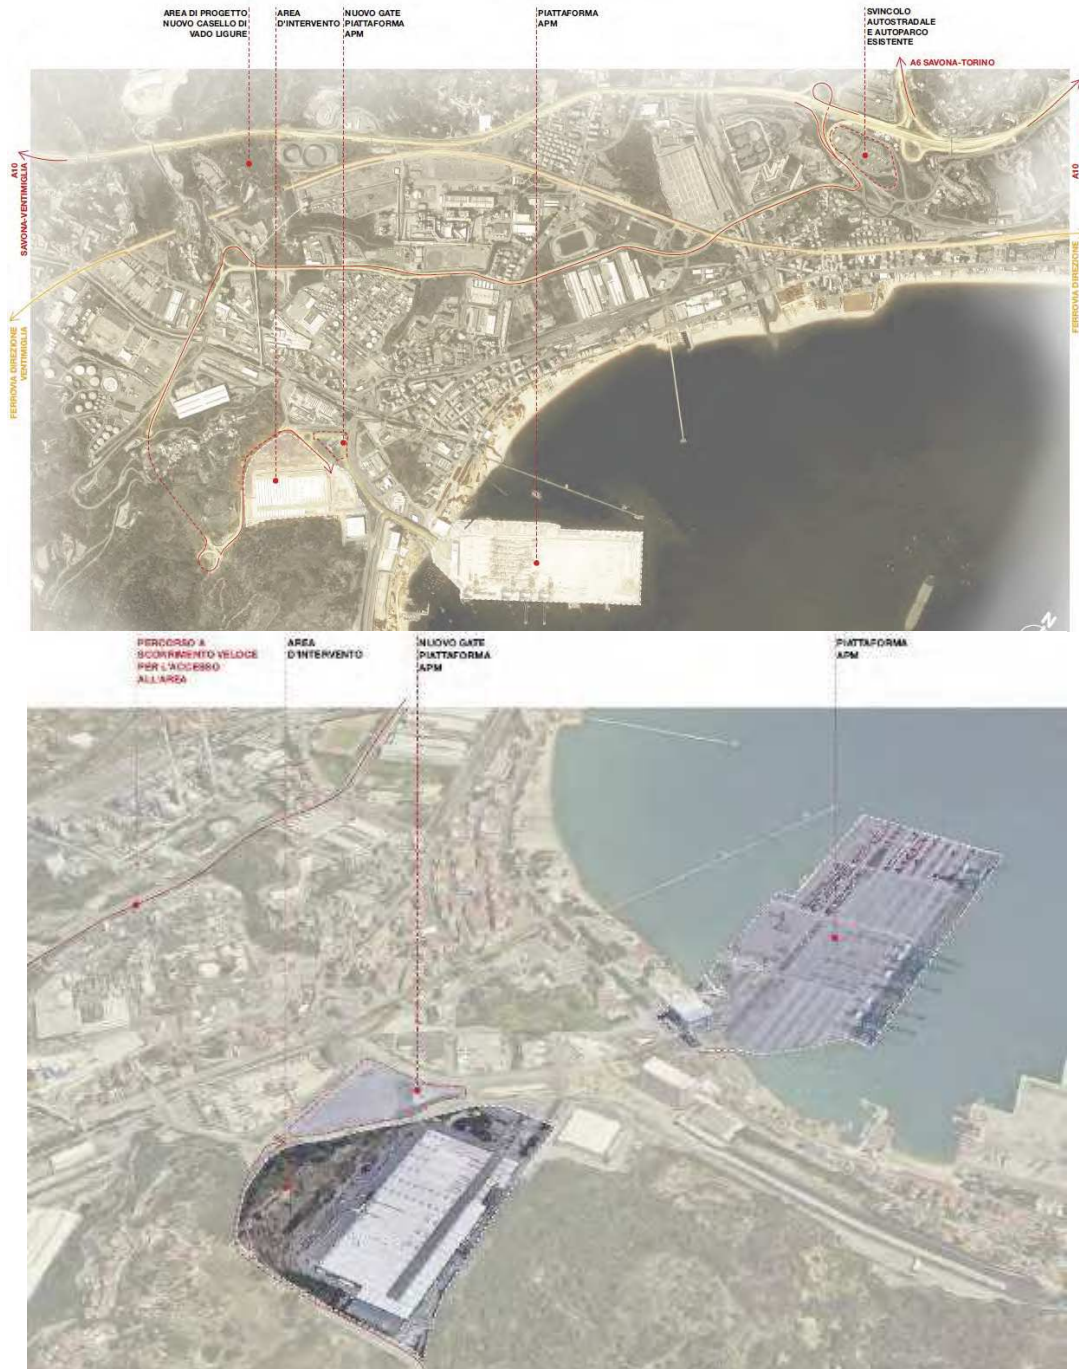 AREA DI PROGETTO
NUOVO CASELLO DI
VADO LIGURE
AREA
D'INTERVENTO
NUOVO GATE
PIATTAFORMA
APM
PIATTAFORMA
APM
SVINCOLO
AUTOSTRADALE
E AUTOPARCO
ESISTENTE
A6 SAVONA-TORINO
A10
SAVONA-VENTIMIGLIA
A10
FERROVIA DIREZIONE
VENTIMIGLIA
FERROVIA DIREZIONE
N
PERCORSO A
SCORRIMENTO VELOCE
PER L'ACCESSO
ALL'AREA
AREA
D'INTERVENTO
NUOVO GATE
PIATTAFORMA
APM
PIATTAFORMA
APM